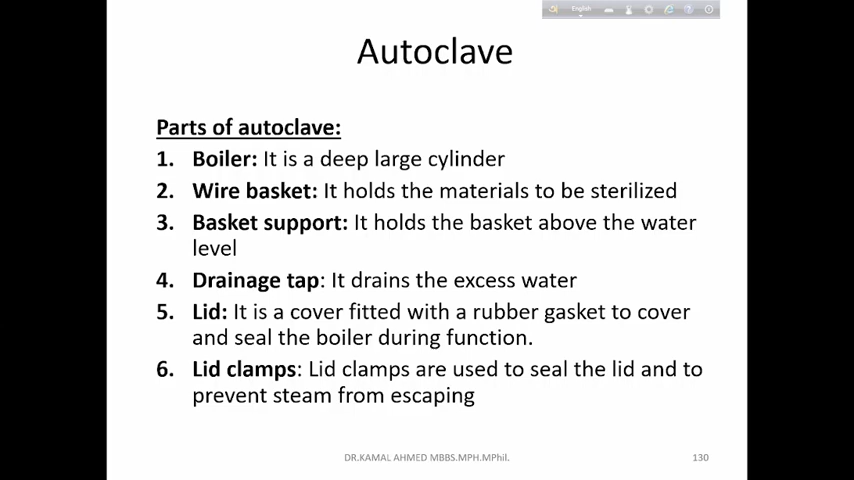 English
Autoclave
Parts of autoclave:
1. Boiler: It is a deep large cylinder
2. Wire basket: It holds the materials to be sterilized
3. Basket support: It holds the basket above the water
level
4. Drainage tap: It drains the excess water
5. Lid: It is a cover fitted with a rubber gasket to cover
and seal the boiler during function.
6. Lid clamps: Lid clamps are used to seal the lid and to
prevent steam from escaping
DR.KAMAL AHMED MBBS.MPH.MPhil.
130